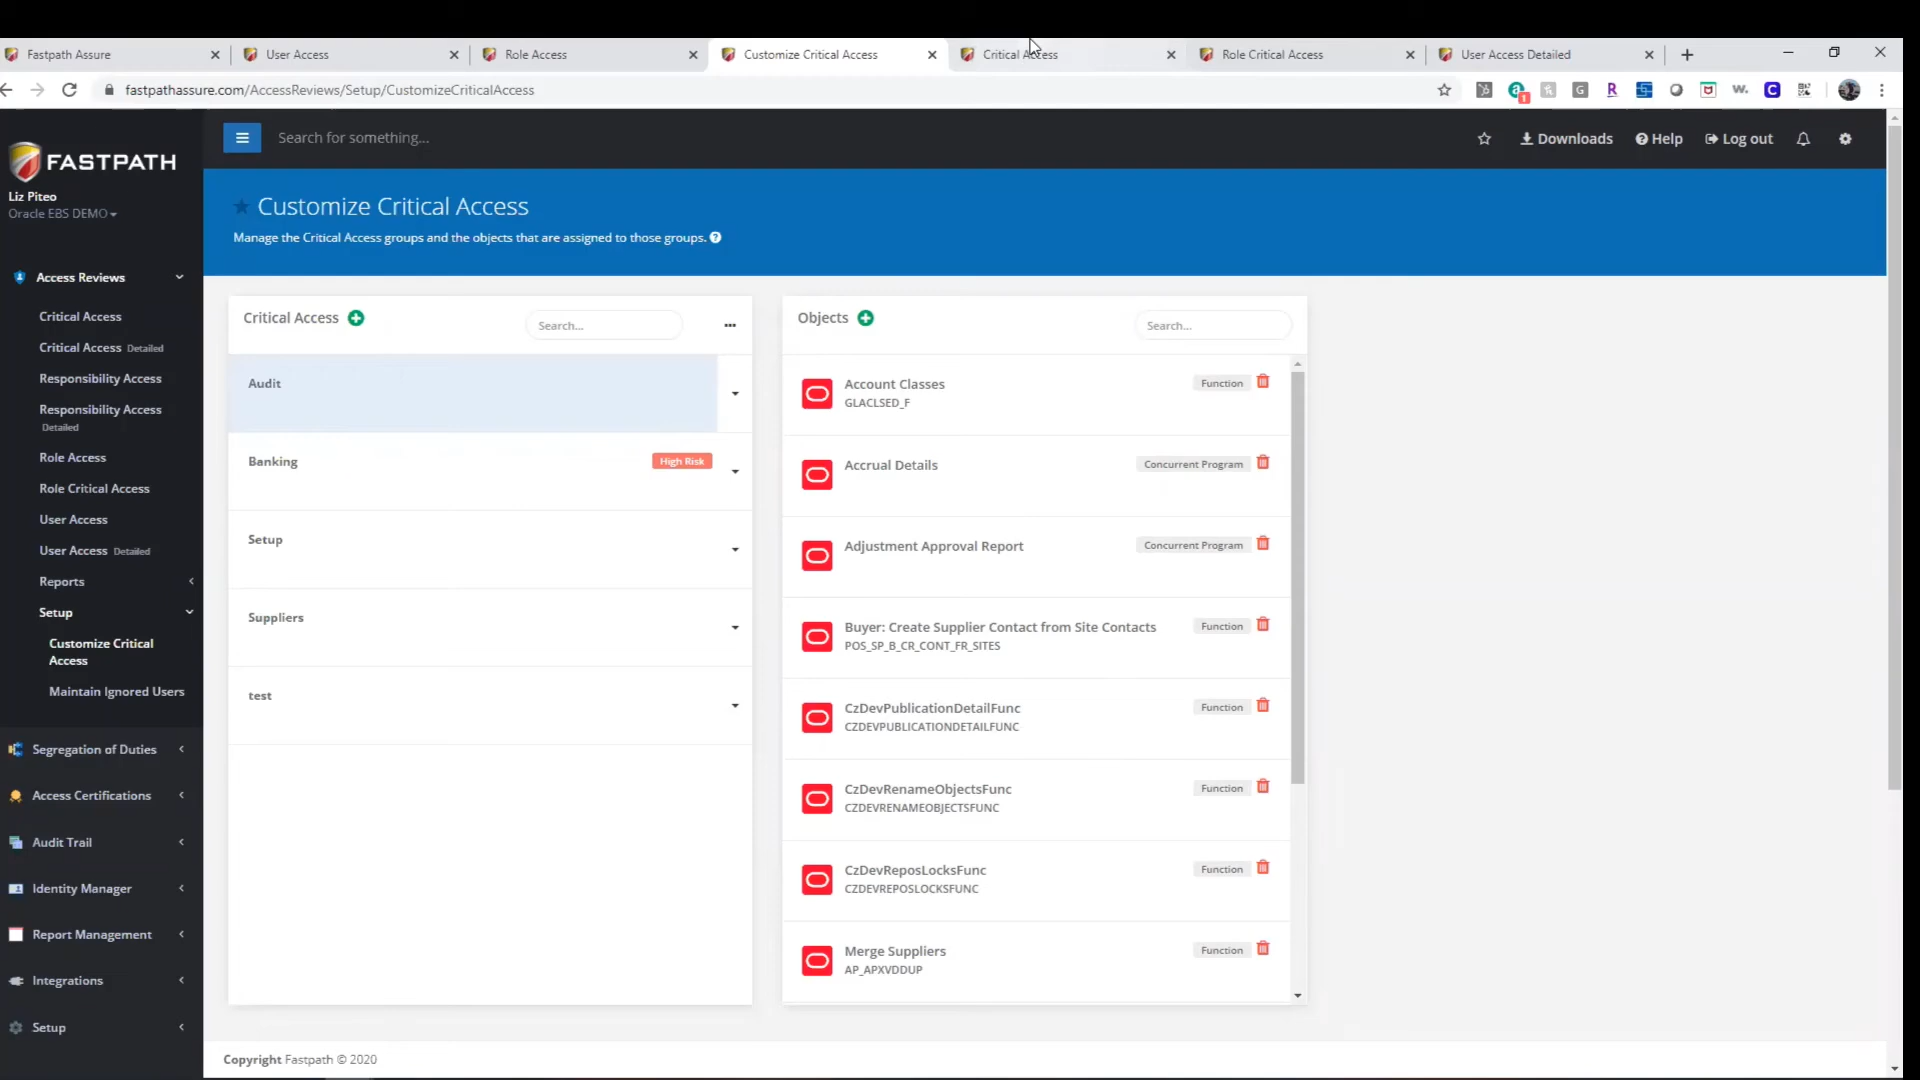 Fastpath Assure
User Access
Role Access
Customize Critical Access
Critical Access
Role Critical Access
User Access Detailed
fastpathassure.com/AccessReviews/Setup/CustomizeCriticalAccess
FASTPATH
Liz Piteo
Oracle EBS DEMO
Search for something...
Downloads
Help
Log out
Customize Critical Access
Manage the Critical Access groups and the objects that are assigned to those groups.
Access Reviews
Critical Access
Critical Access Detailed
Responsibility Access
Responsibility Access
Detailed
Role Access
Role Critical Access
User Access
User Access Detailed
Reports
Setup
Customize Critical
Access
Maintain Ignored Users
Segregation of Duties
Access Certifications
Audit Trail
Identity Manager
Report Management
Integrations
Setup
Critical Access
Search...
Audit
Banking
High Risk
Setup
Suppliers
test
Objects
Search...
Account Classes
GLACLSED_F
Function
Accrual Details
Concurrent Program
Adjustment Approval Report
Concurrent Program
Buyer: Create Supplier Contact from Site Contacts
POS_SP_B_CR_CONT_FR_SITES
Function
CzDevPublicationDetailFunc
CZDEVPUBLICATIONDETAILFUNC
Function
CzDevRenameObjectsFunc
CZDEVRENAMEOBJECTSFUNC
Function
CzDevReposLocksFunc
CZDEVREPOSLOCKSFUNC
Function
Merge Suppliers
AP_APXVDDUP
Function
Copyright Fastpath © 2020